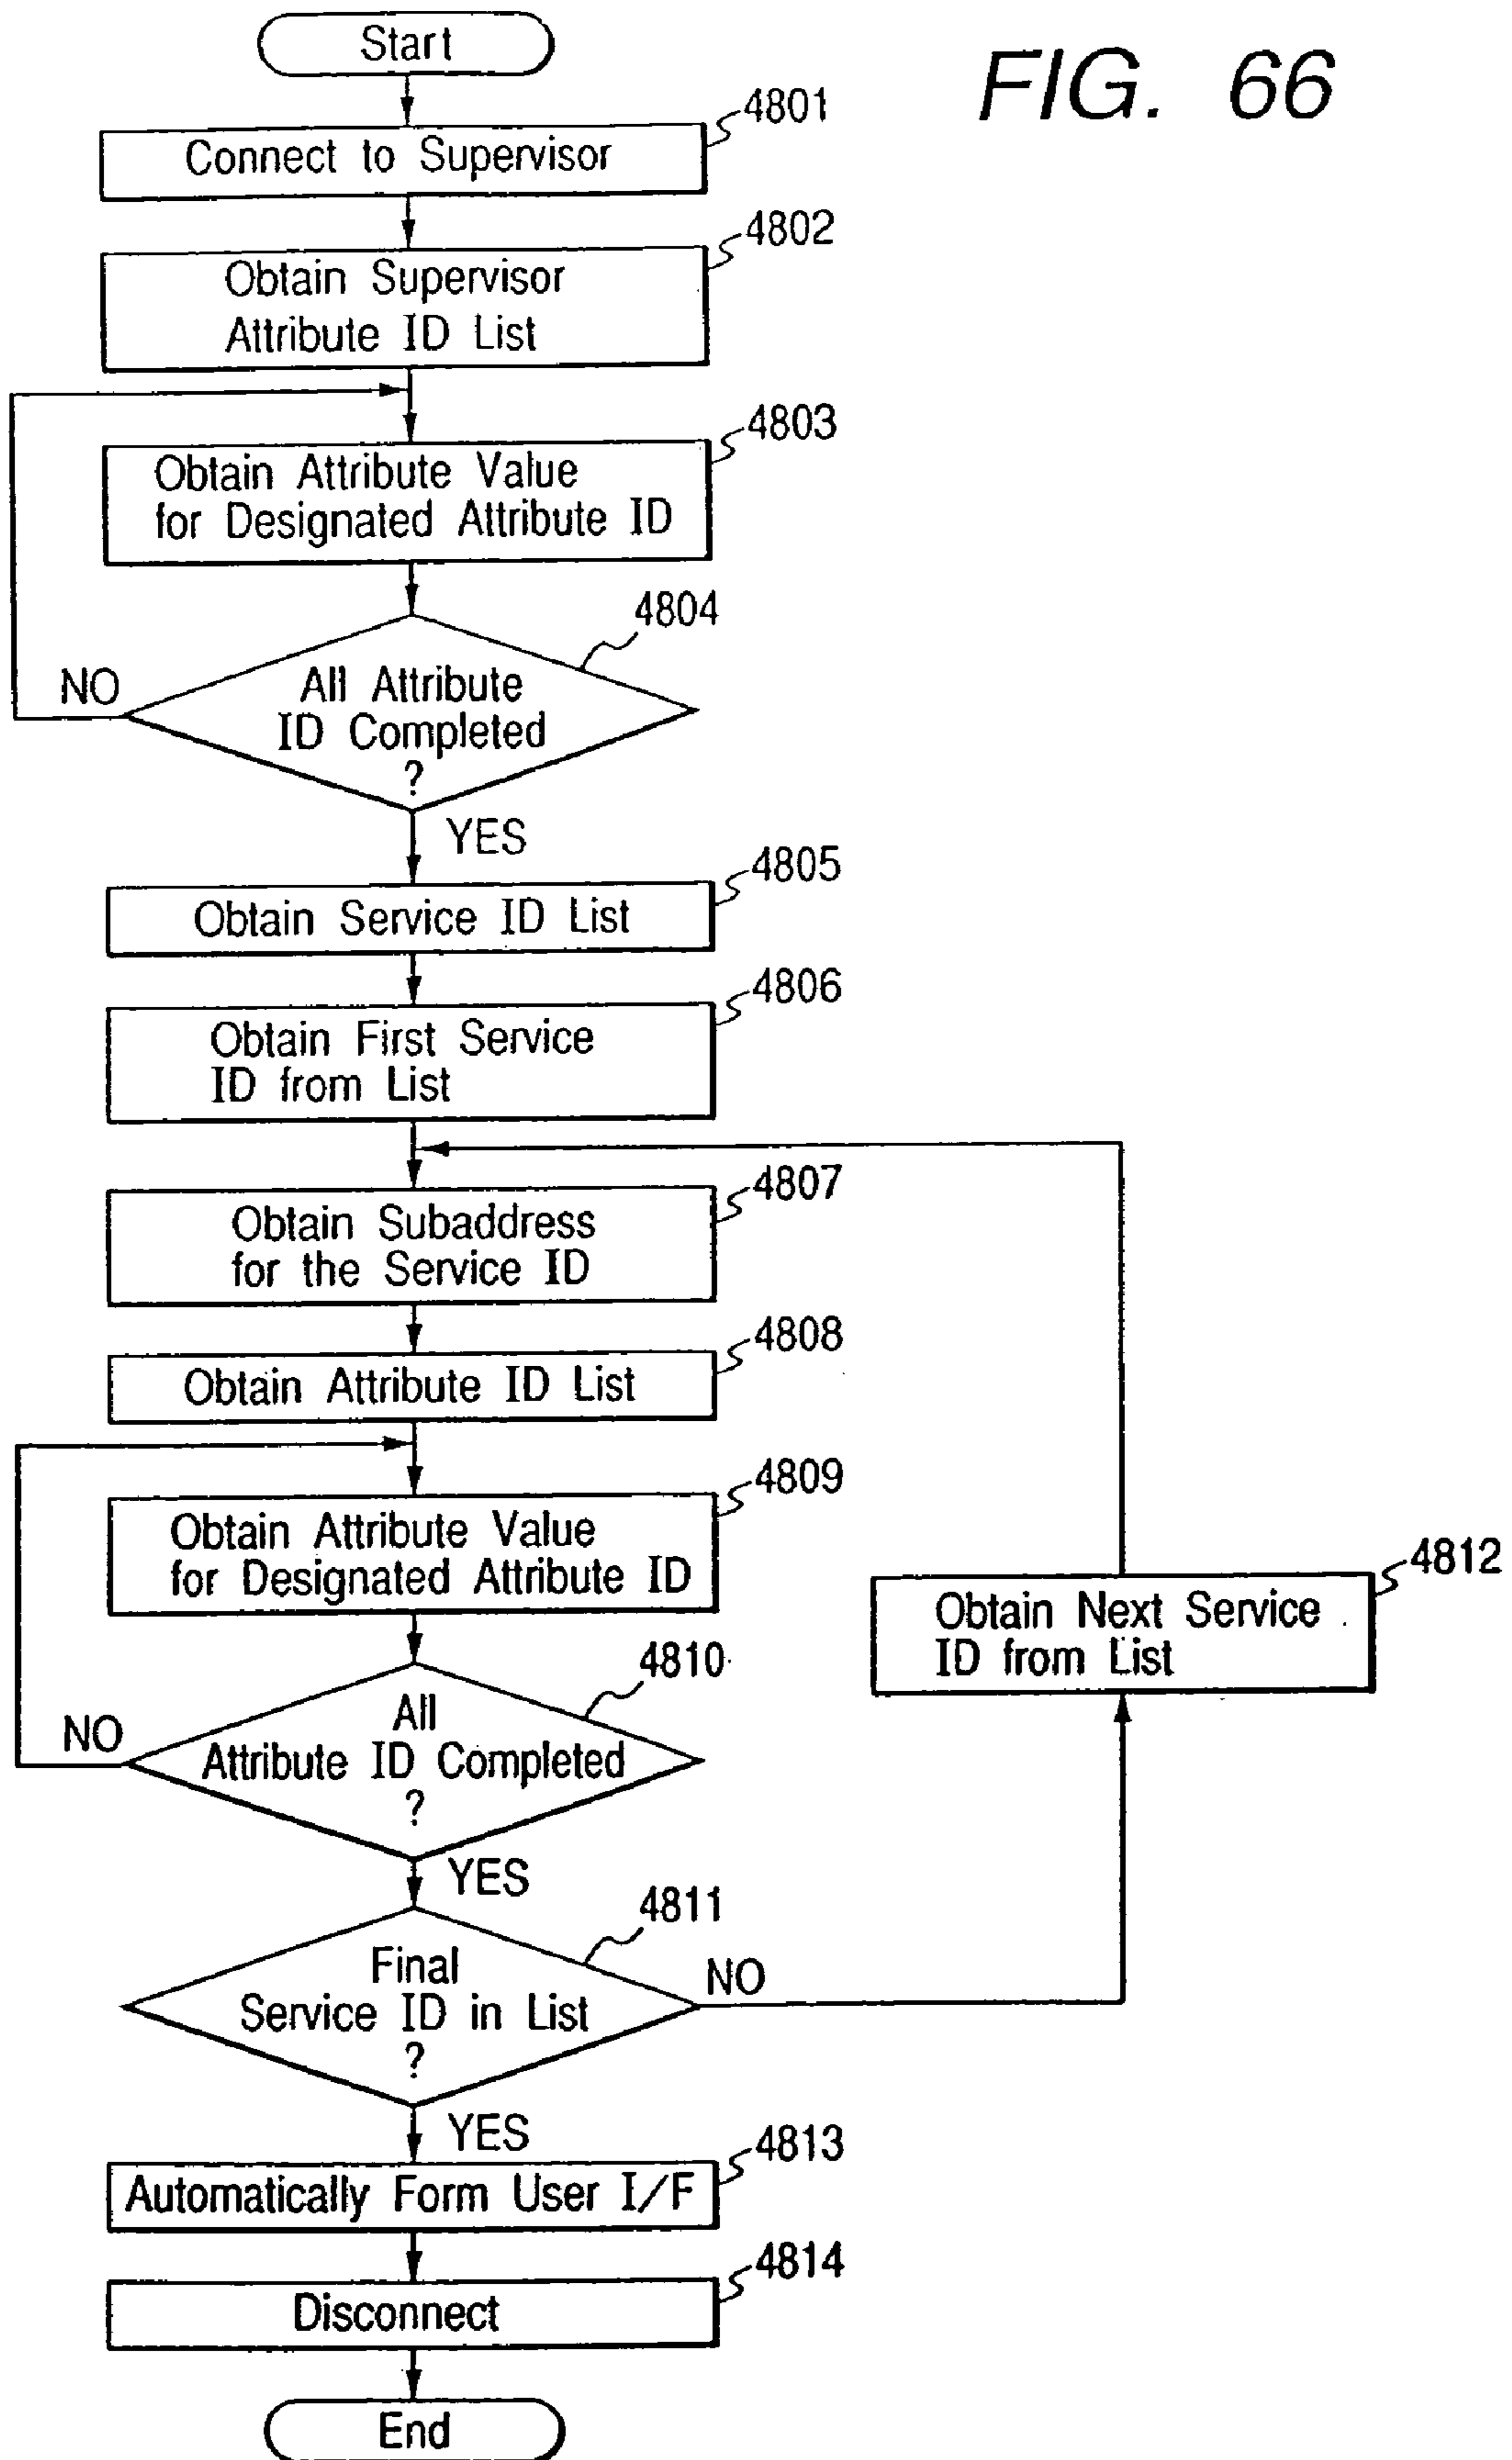 FIG. 66
Start
4801
Connect to Supervisor
4802
Obtain Supervisor
Attribute ID List
4803
Obtain Attribute Value
for Designated Attribute ID
4804
NO
All Attribute
ID Completed
?
YES
4805
Obtain Service ID List
4806
Obtain First Service
ID from List
4807
Obtain Subaddress
for the Service ID
4808
Obtain Attribute ID List
4809
Obtain Attribute Value
for Designated Attribute ID
4812
Obtain Next Service
ID from List
4810
NO
All
Attribute ID Completed
?
YES
4811
Final
Service ID in List
?
NO
YES
4813
Automatically Form User I/F
4814
Disconnect
End